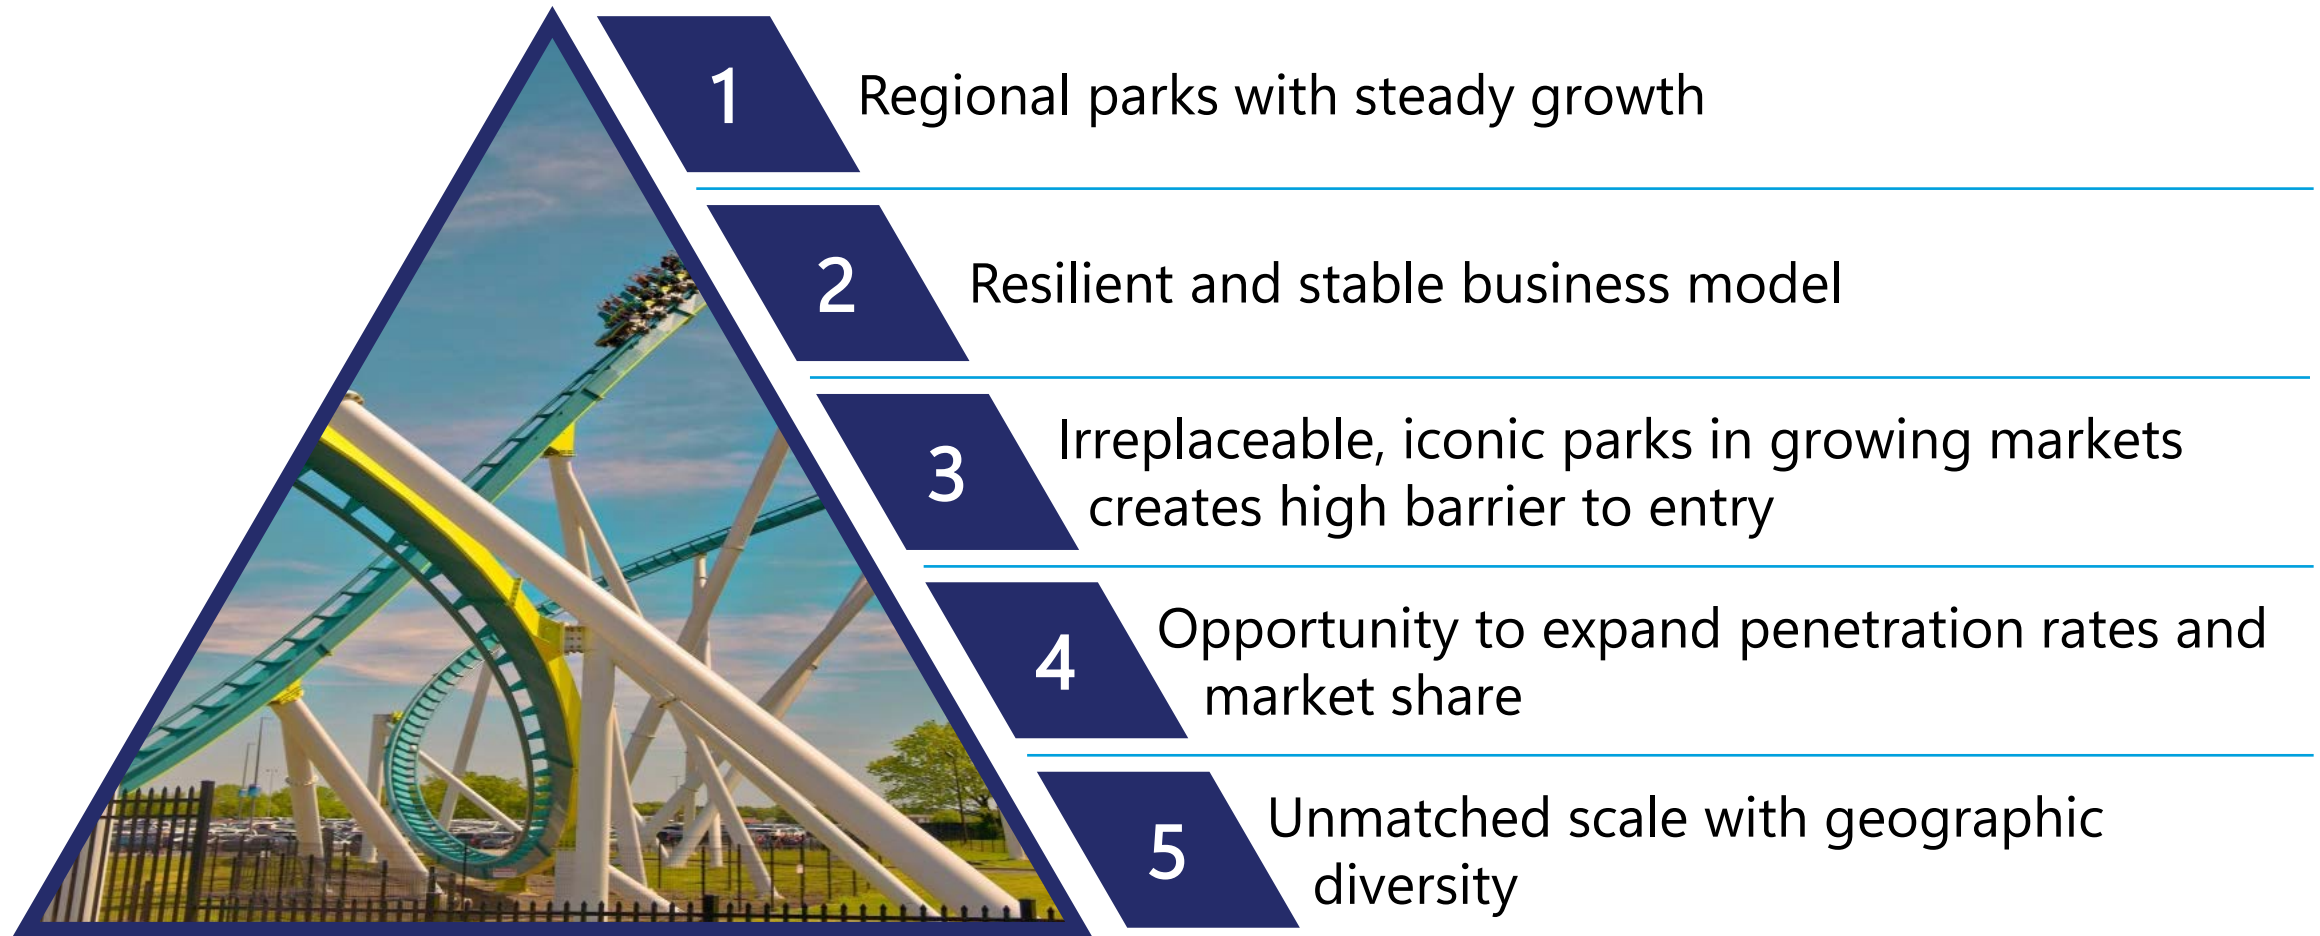 1
Regional parks with steady growth
2
Resilient and stable business model
3
Irreplaceable, iconic parks in growing markets
creates high barrier to entry
4
Opportunity to expand penetration rates and
market share
5
Unmatched scale with geographic
diversity